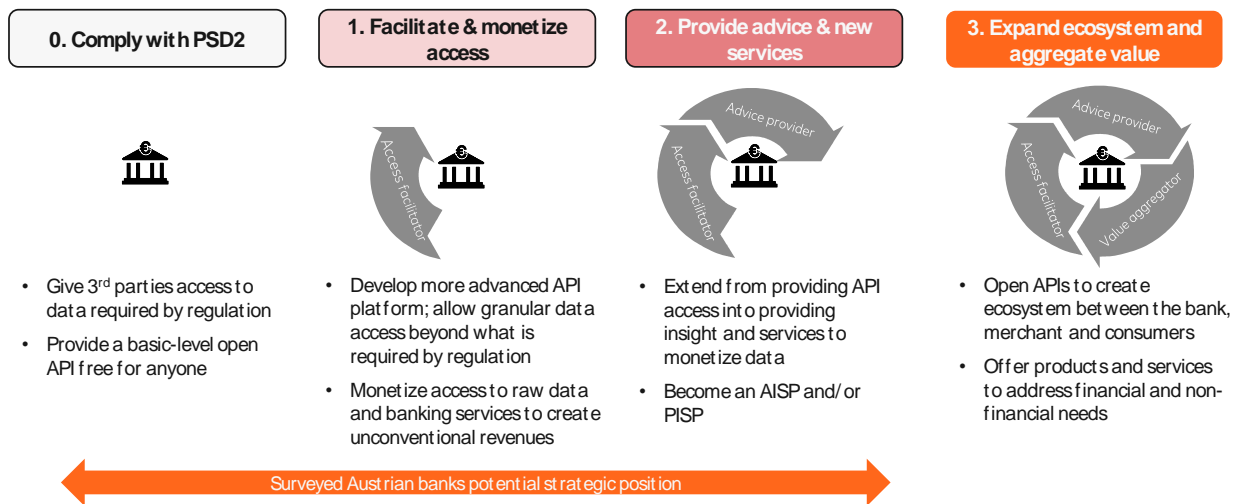 0. Comply with PSD2
1. Facilitate & monetize
access
2. Provide advice & new
services
3. Expand ecosystem and
aggregate value
Access facilitator
Advice provider
Access facilitator
Advice provider
Access facilitator
Value aggregator
• Give 3rd parties access to
data required by regulation
• Provide a basic-level open
API free for anyone
• Develop more advanced API
platform; allow granular data
access beyond what is
required by regulation
• Monetize access to raw data
and banking services to create
unconventional revenues
• Extend from providing API
access into providing
insight and services to
monetize data
• Become an AISP and/or
PISP
• Open APIs to create
ecosystem between the bank,
merchant and consumers
• Offer products and services
to address financial and non-
financial needs
Surveyed Austrian banks potential strategic position